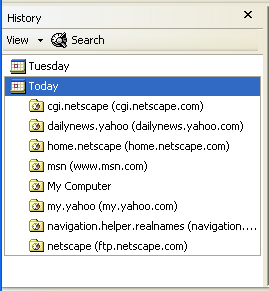 History
View Search
Tuesday
Today
cgi.netscape (cgi.netscape.com)
dailynews.yahoo (dailynews.yahoo.com)
home.netscape (home.netscape.com)
msn (www.msn.com)
My Computer
my.yahoo (my.yahoo.com)
navigation.helper.realnames (navigation....
netscape (ftp.netscape.com)